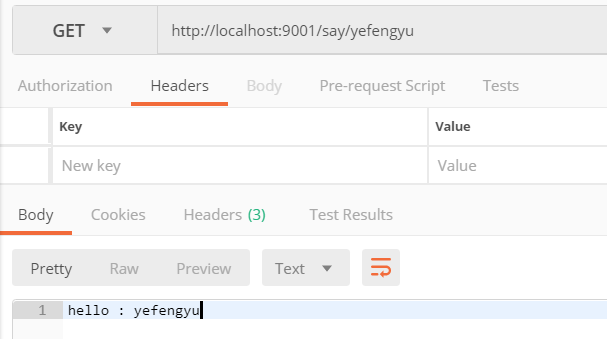 GET http://localhost:9001/say/yefengyu
Authorization Headers Body Pre-request Script Tests
Key Value
New key Value
Body Cookies Headers (3) Test Results
Pretty Raw Preview Text
1 hello : yefengyu